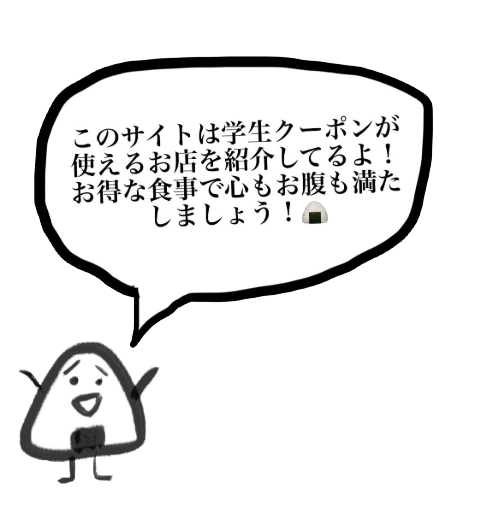 このサイトは学生クーポンが
使えるお店を紹介してるよ！
お得な食事で心もお腹も満た
しましょう！🍙